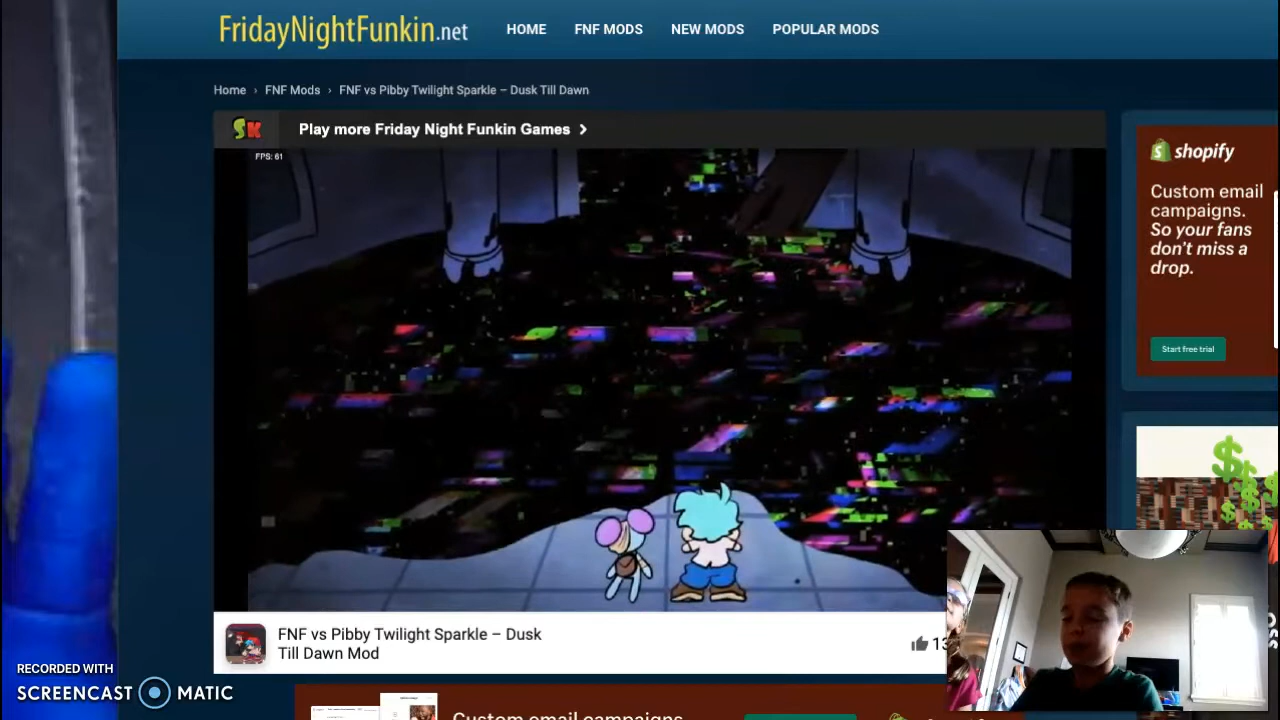 FridayNightFunkin.net
HOME
FNF MODS
NEW MODS
POPULAR MODS
Home › FNF Mods › FNF vs Pibby Twilight Sparkle – Dusk Till Dawn
SK
Play more Friday Night Funkin Games
FPS: 61
shopify
Custom email
campaigns.
So your fans
don't miss a
drop.
Start free trial
FNF vs Pibby Twilight Sparkle – Dusk
Till Dawn Mod
RECORDED WITH
SCREENCAST MATIC
Custom email campaigns